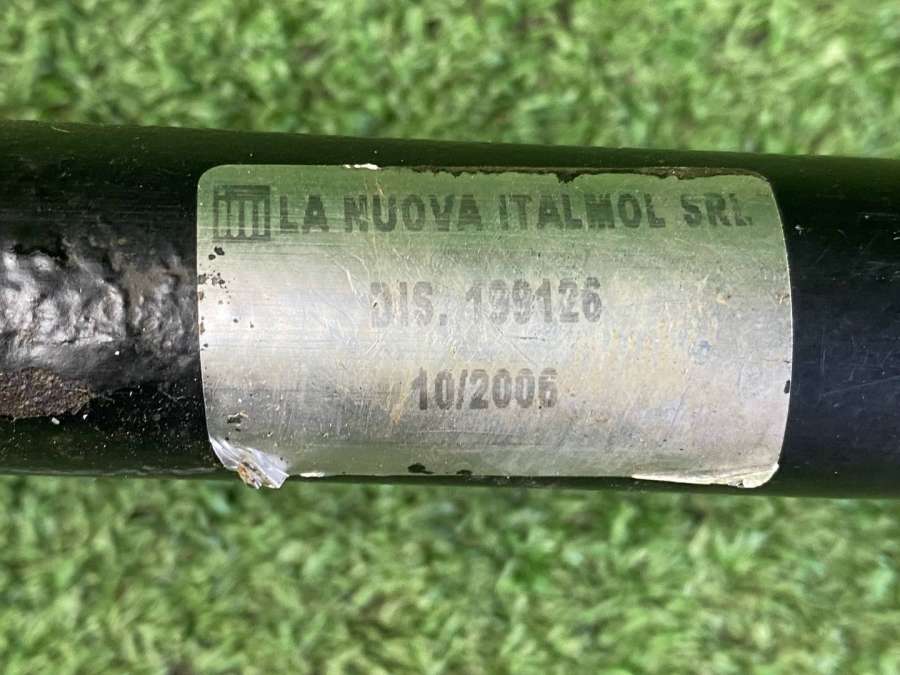 LA NUOVA ITALMOL SRL
DIS. 199126
10/2006